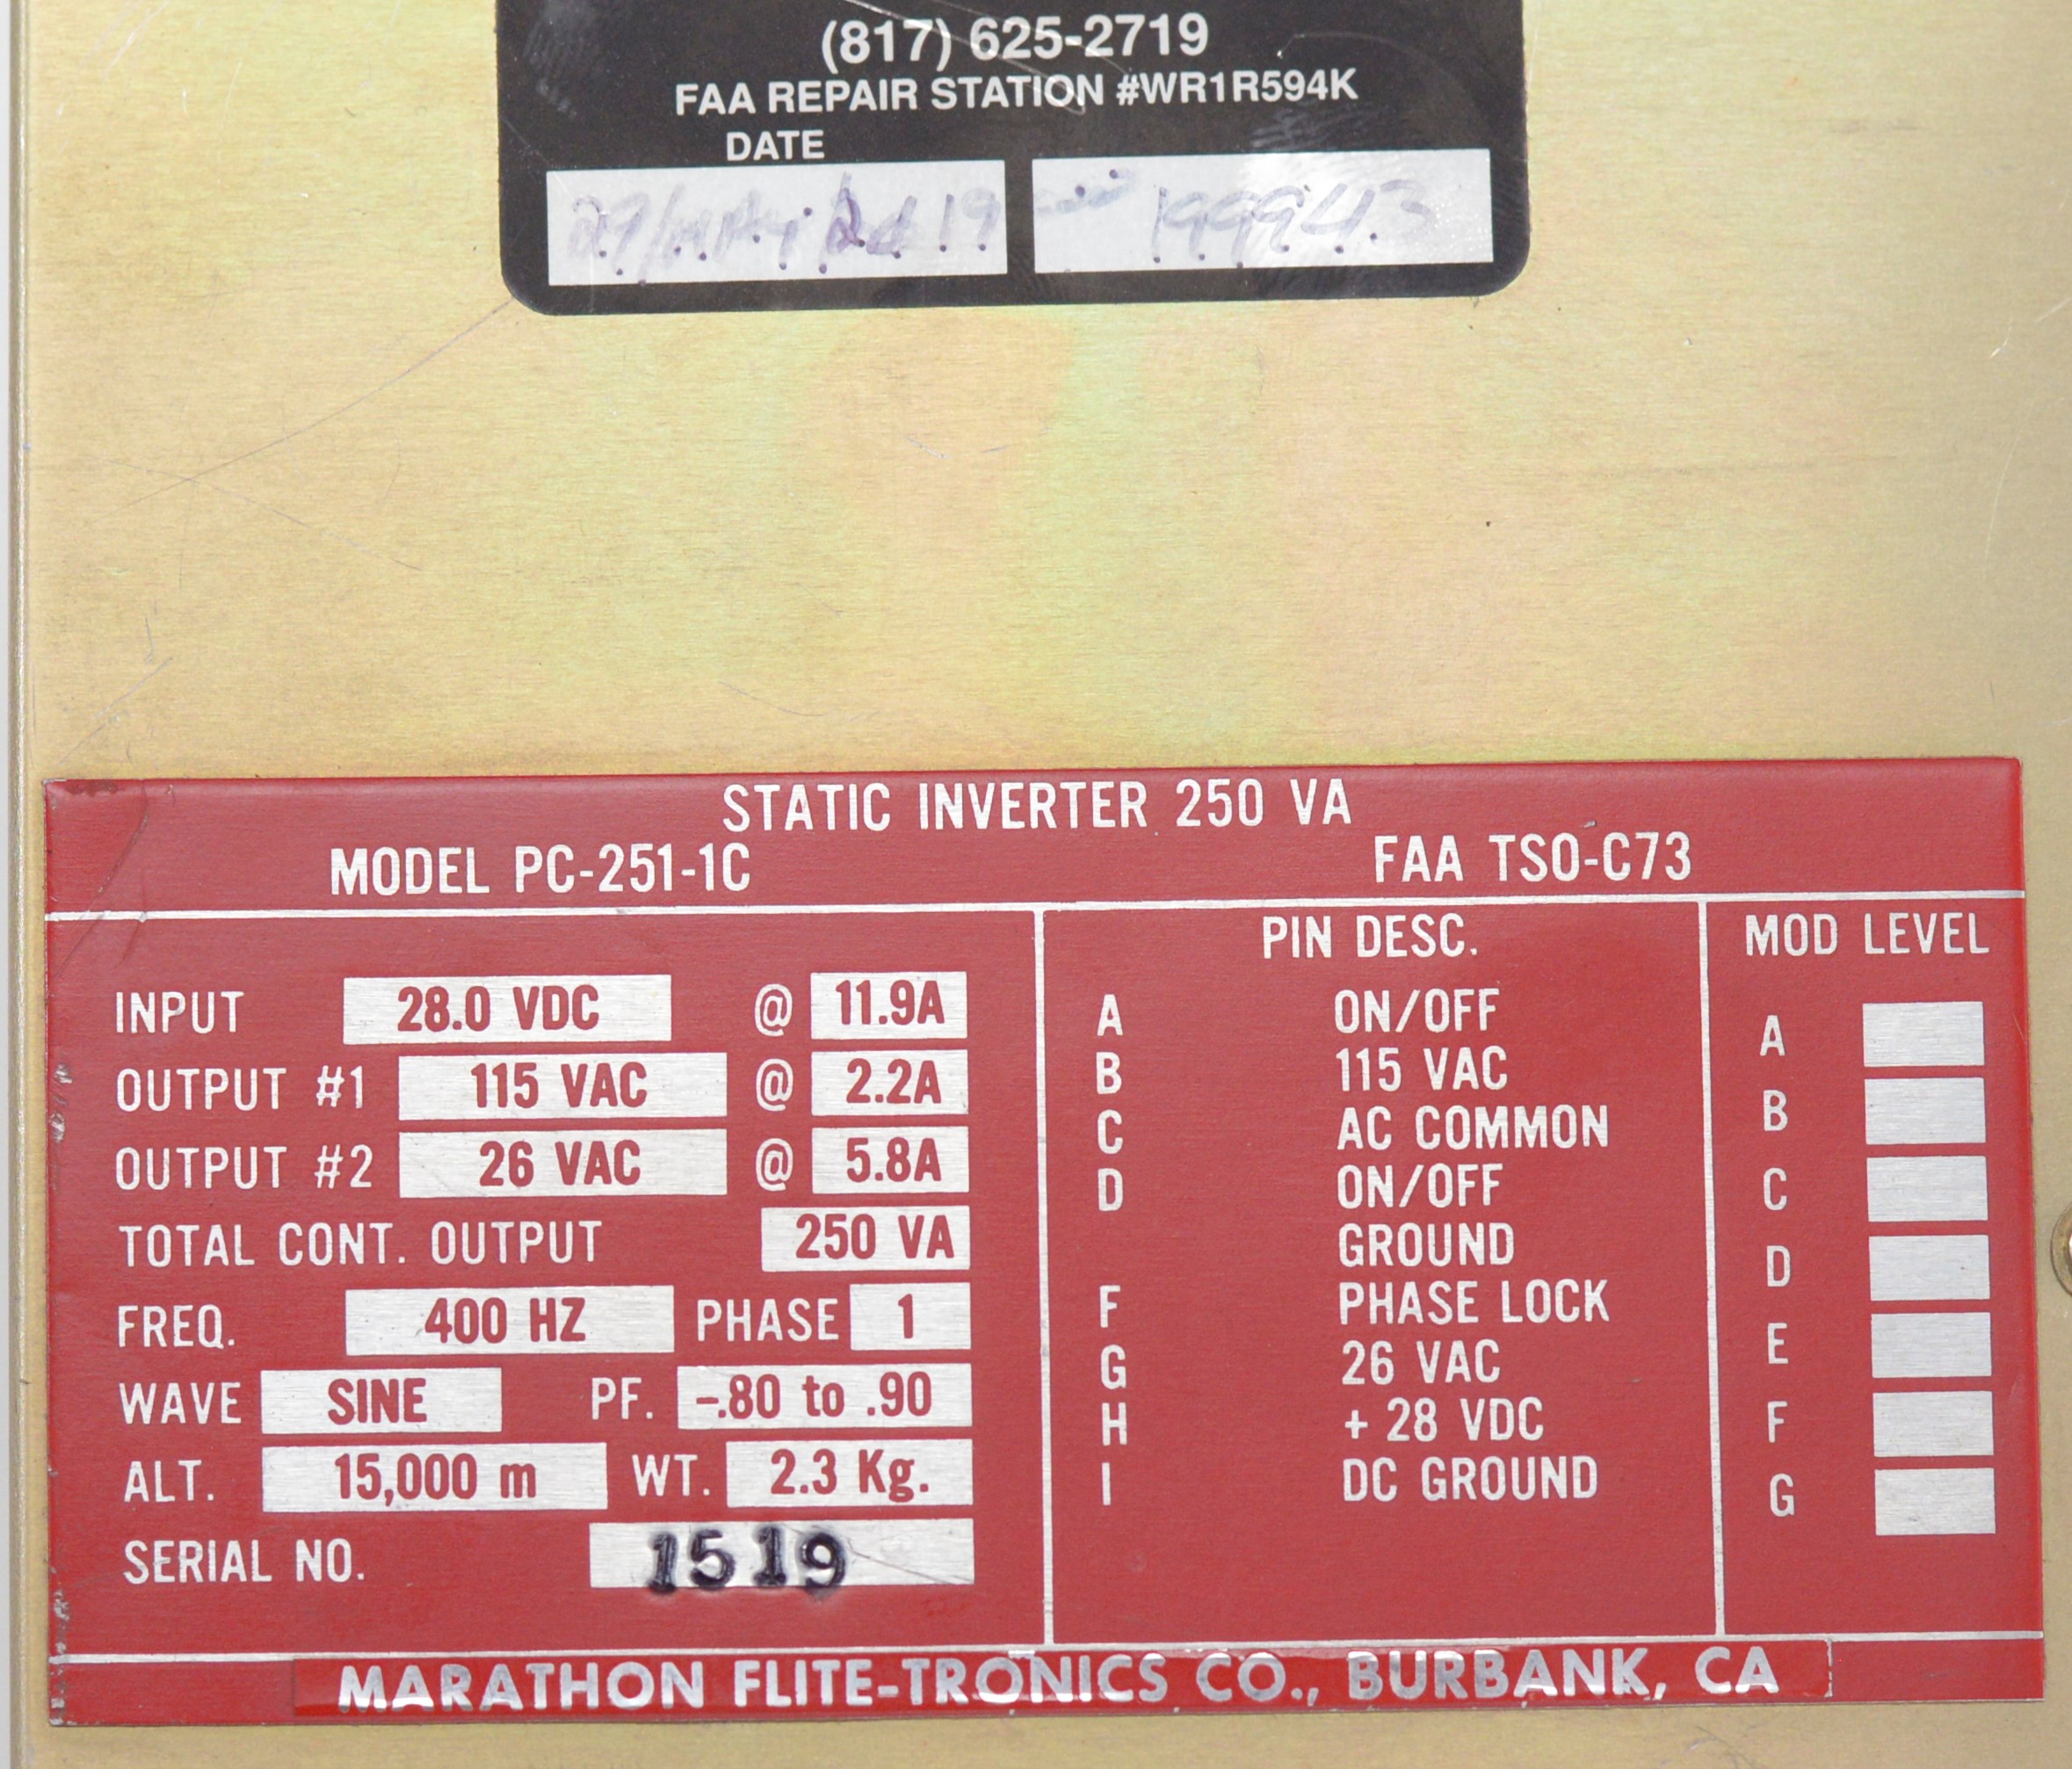 (817) 625-2719
FAA REPAIR STATION #WR1R594K
DATE
199943
STATIC INVERTER 250 VA
MODEL PC-251-1C FAA TSO-C73
INPUT 28.0 VDC @ 11.9A
OUTPUT #1 115 VAC @ 2.2A
OUTPUT #2 26 VAC @ 5.8A
TOTAL CONT. OUTPUT 250 VA
FREQ. 400 HZ PHASE 1
WAVE SINE PF. -.80 to .90
ALT. 15,000 m WT. 2.3 Kg.
SERIAL NO. 1519
PIN DESC.
A ON/OFF
B 115 VAC
C AC COMMON
D ON/OFF
GROUND
F PHASE LOCK
G 26 VAC
H + 28 VDC
I DC GROUND
MOD LEVEL
A
B
C
D
E
F
G
MARATHON FLITE-TRONICS CO., BURBANK, CA